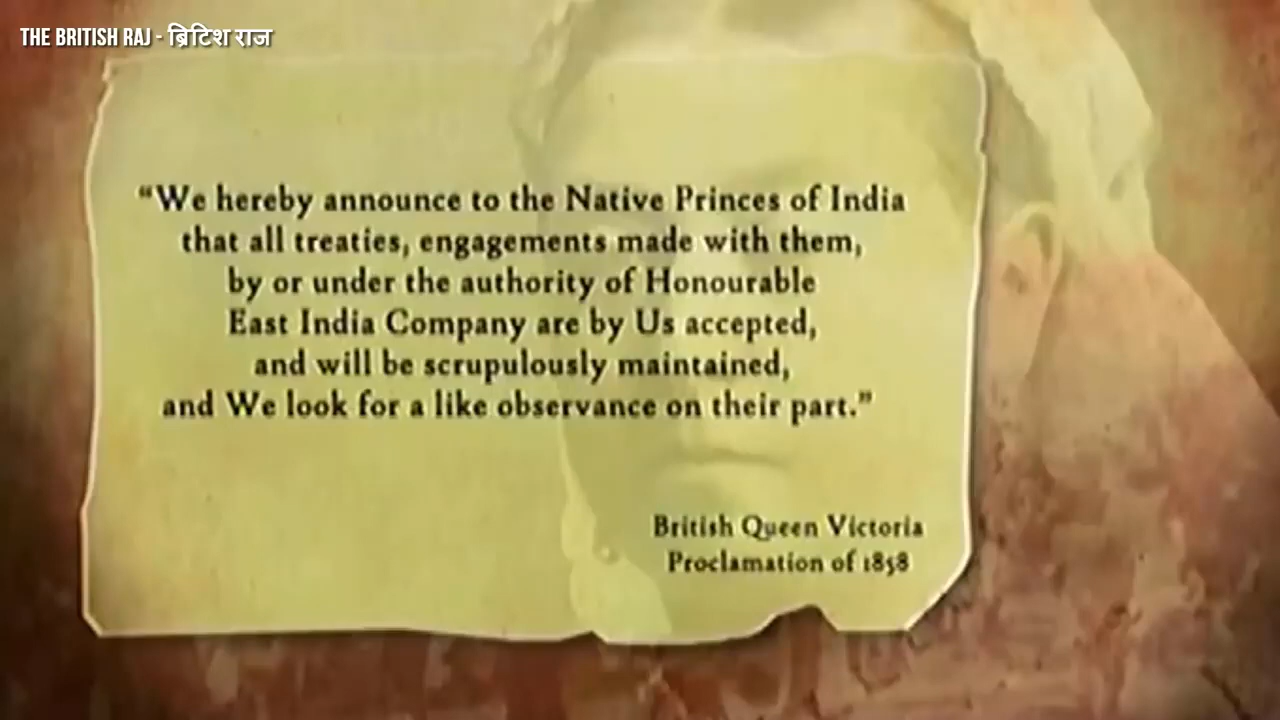 THE BRITISH RAJ - ब्रिटिश राज
“We hereby announce to the Native Princes of India
that all treaties, engagements made with them,
by or under the authority of Honourable
East India Company are by Us accepted,
and will be scrupulously maintained,
and We look for a like observance on their part.”
British Queen Victoria
Proclamation of 1858